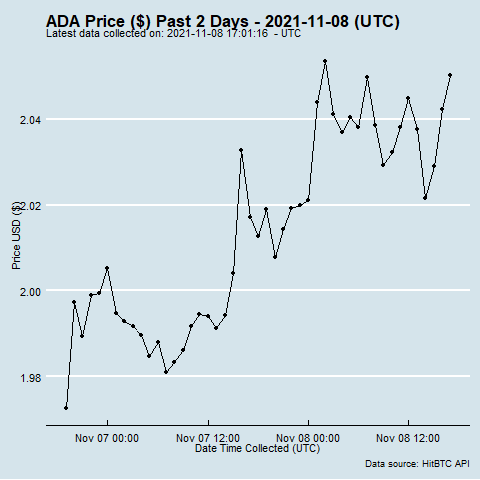 ADA Price ($) Past 2 Days - 2021-11-08 (UTC)
Latest data collected on: 2021-11-08 17:01:16  - UTC
2.04
2.02
2.00
1.98
Price USD ($)
Nov 07 00:00
Nov 07 12:00
Nov 08 00:00
Nov 08 12:00
Date Time Collected (UTC)
Data source: HitBTC API